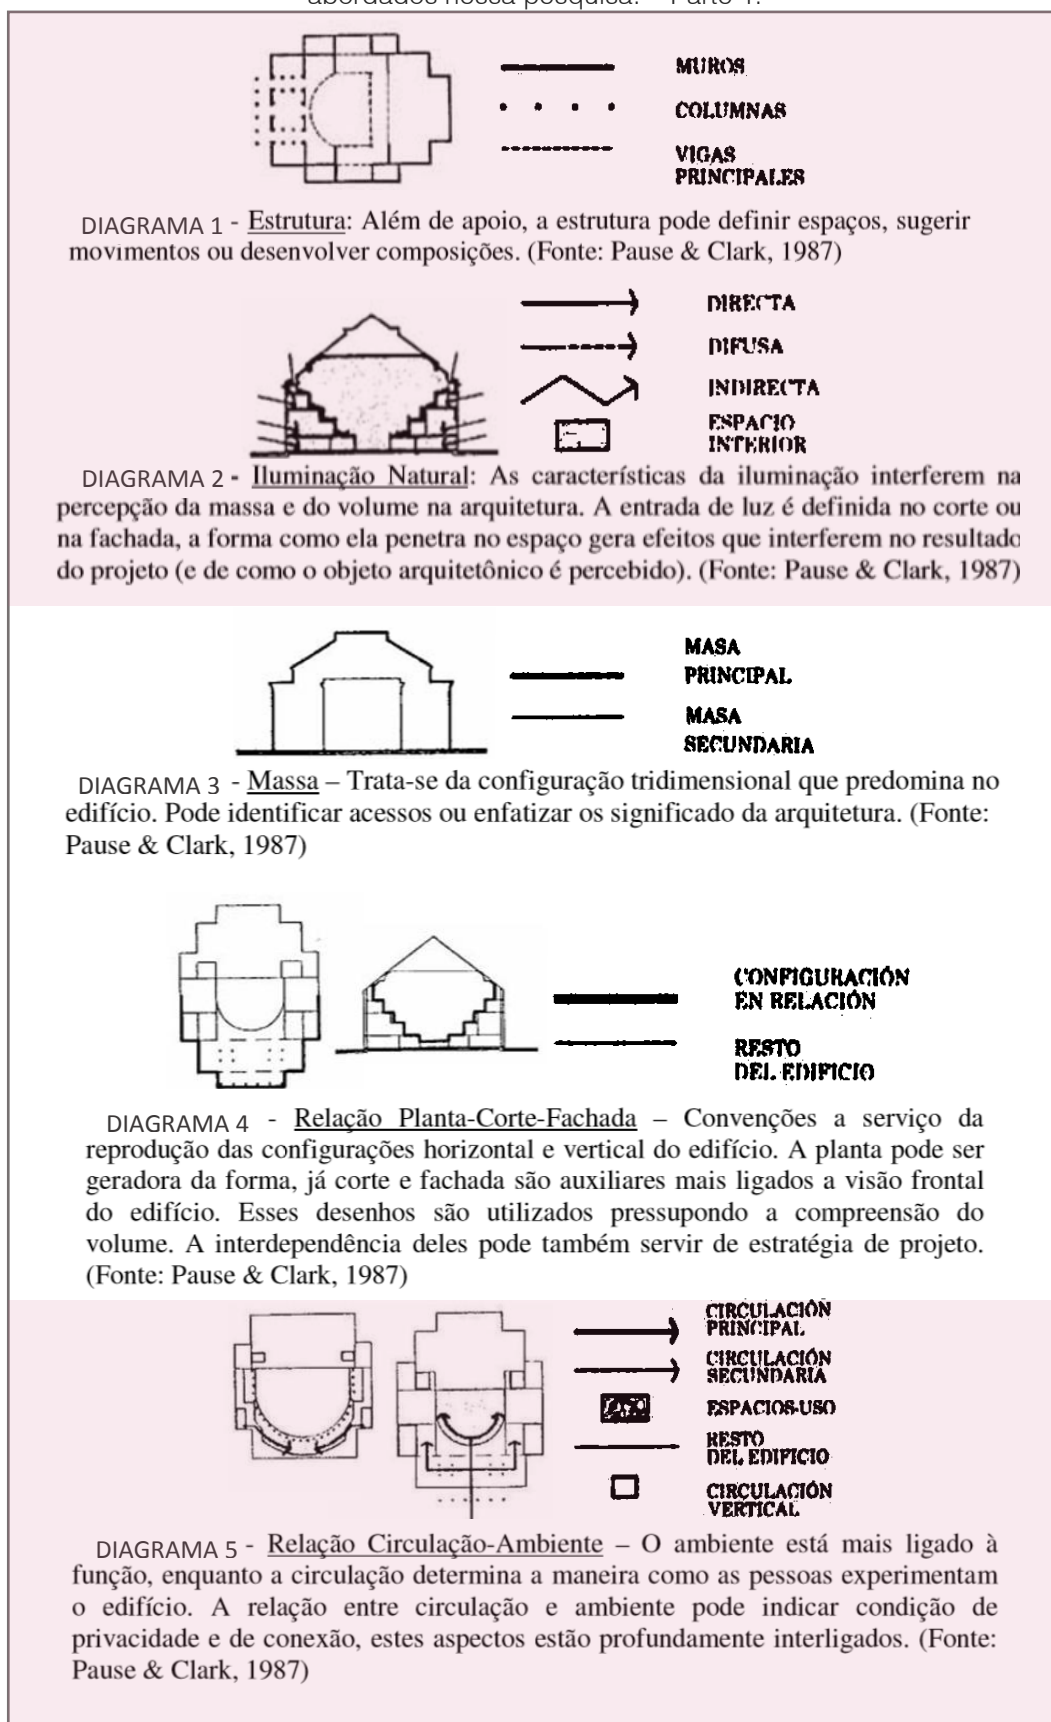 abordados nessa pesquisa. – Parte 1.
MUROS
COLUMNAS
VIGAS
PRINCIPALES
DIAGRAMA 1 - Estrutura: Além de apoio, a estrutura pode definir espaços, sugerir
movimentos ou desenvolver composições. (Fonte: Pause & Clark, 1987)
DIRECTA
DIFUSA
INDIRECTA
ESPACIO
INTERIOR
DIAGRAMA 2 - Iluminação Natural: As características da iluminação interferem na
percepção da massa e do volume na arquitetura. A entrada de luz é definida no corte ou
na fachada, a forma como ela penetra no espaço gera efeitos que interferem no resultado
do projeto (e de como o objeto arquitetônico é percebido). (Fonte: Pause & Clark, 1987)
MASA
PRINCIPAL
MASA
SECUNDARIA
DIAGRAMA 3 - Massa – Trata-se da configuração tridimensional que predomina no
edifício. Pode identificar acessos ou enfatizar os significado da arquitetura. (Fonte:
Pause & Clark, 1987)
CONFIGURACIÓN
EN RELACIÓN
RESTO
DEL EDIFICIO
DIAGRAMA 4 - Relação Planta-Corte-Fachada – Convenções a serviço da
reprodução das configurações horizontal e vertical do edifício. A planta pode ser
geradora da forma, já corte e fachada são auxiliares mais ligados a visão frontal
do edifício. Esses desenhos são utilizados pressupondo a compreensão do
volume. A interdependência deles pode também servir de estratégia de projeto.
(Fonte: Pause & Clark, 1987)
CIRCULACIÓN
PRINCIPAL
CIRCULACIÓN
SECUNDARIA
ESPACIOS-USO
RESTO
DEL EDIFICIO
CIRCULACIÓN
VERTICAL
DIAGRAMA 5 - Relação Circulação-Ambiente – O ambiente está mais ligado à
função, enquanto a circulação determina a maneira como as pessoas experimentam
o edifício. A relação entre circulação e ambiente pode indicar condição de
privacidade e de conexão, estes aspectos estão profundamente interligados. (Fonte:
Pause & Clark, 1987)